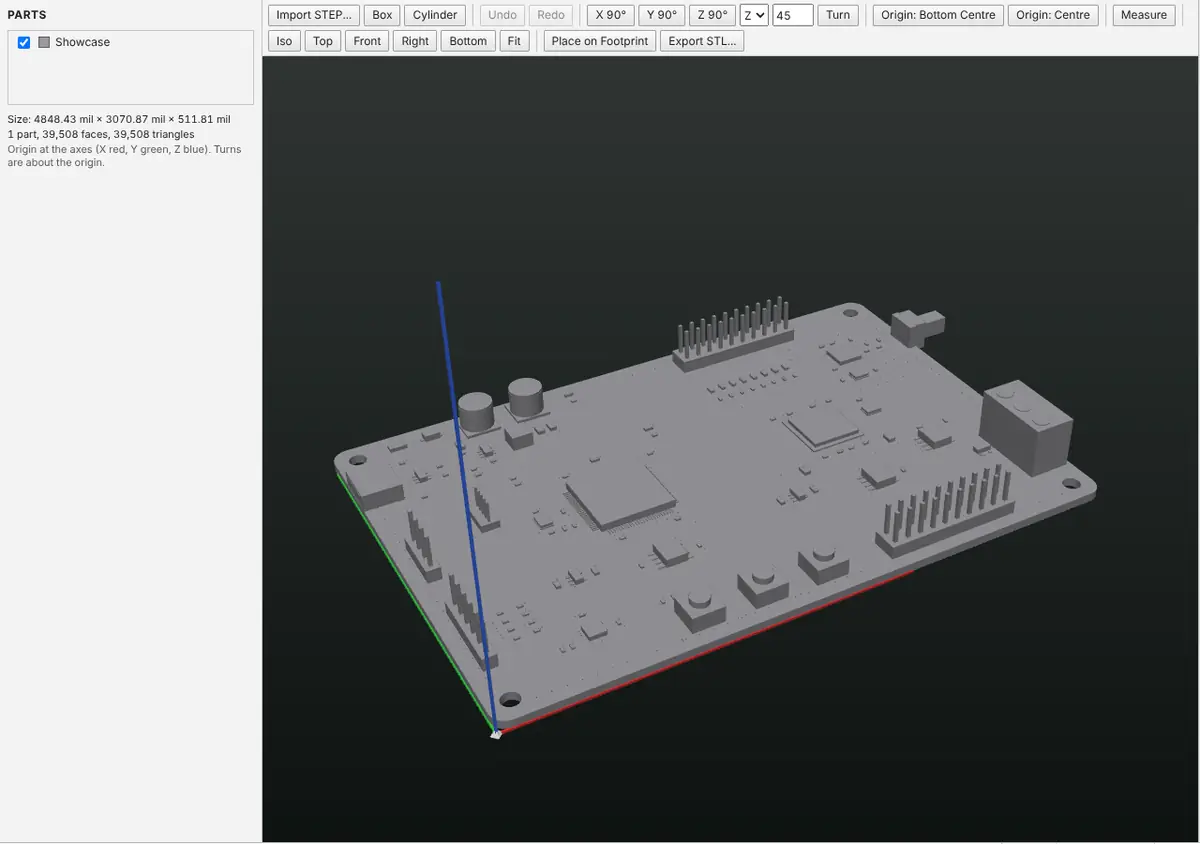 PARTS
Import STEP... Box Cylinder Undo Redo X 90° Y 90° Z 90° Z 45 Turn Origin: Bottom Centre Origin: Centre Measure
Iso Top Front Right Bottom Fit Place on Footprint Export STL...
Showcase
Size: 4848.43 mil × 3070.87 mil × 511.81 mil
1 part, 39,508 faces, 39,508 triangles
Origin at the axes (X red, Y green, Z blue). Turns
are about the origin.